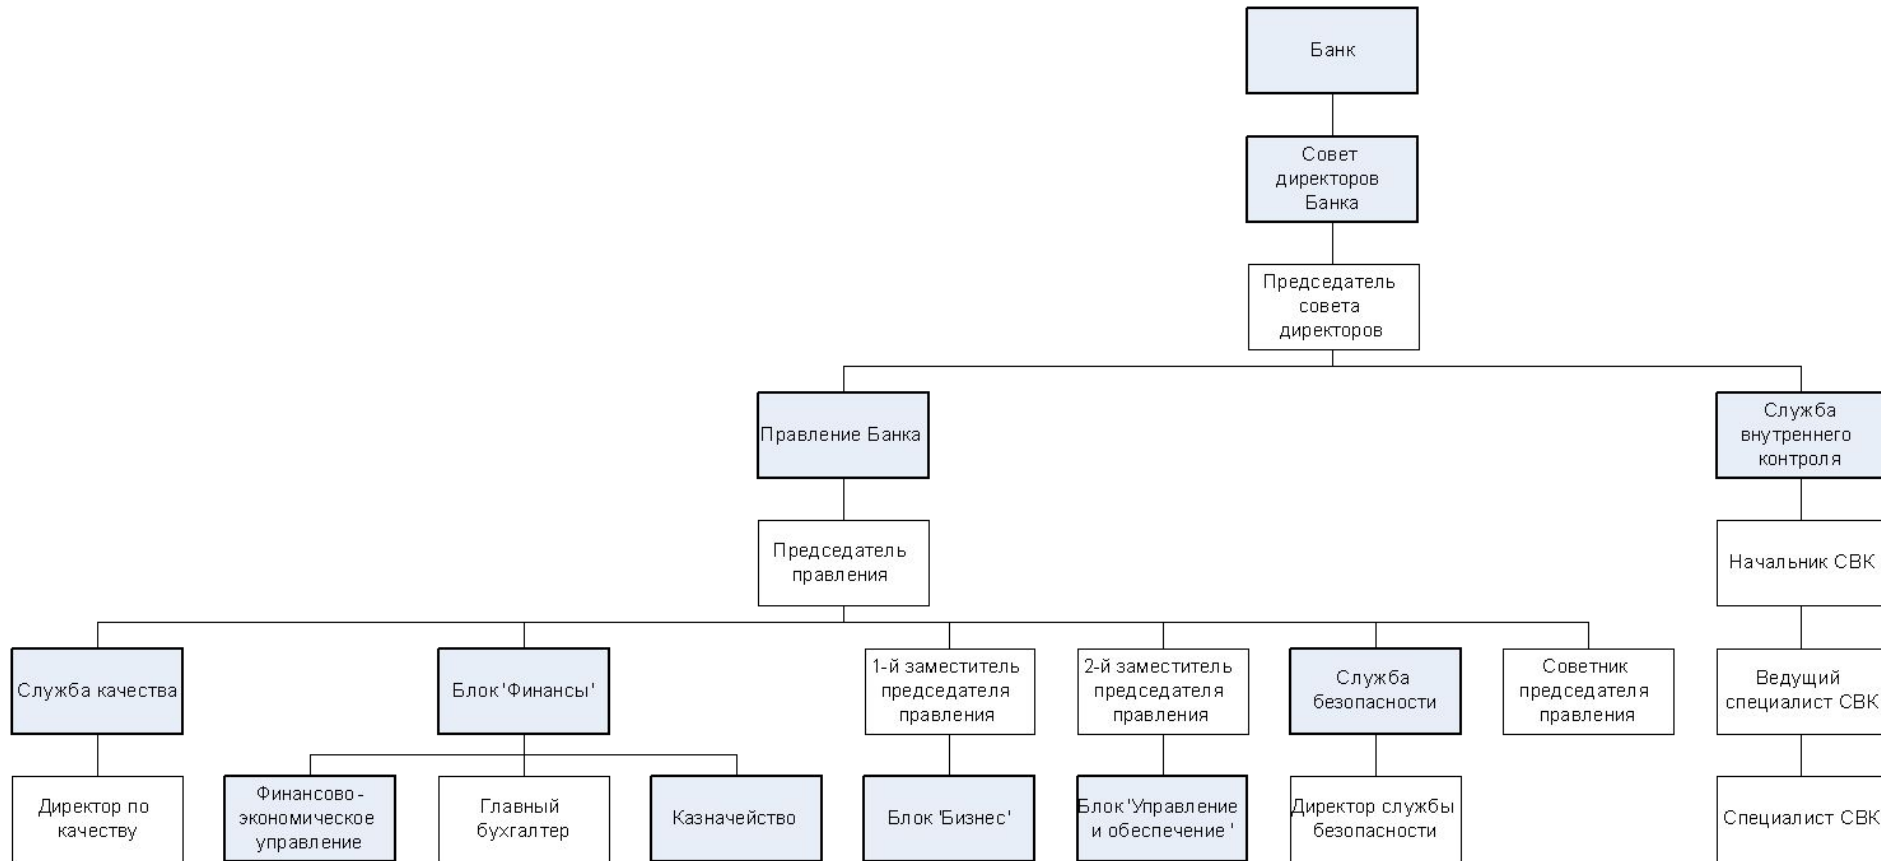 Банк
Совет
директоров
Банка
Председатель
совета
директоров
Правление Банка
Служба
внутреннего
контроля
Председатель
правления
Начальник СВК
Служба качества
Блок 'Финансы'
1-й заместитель
председателя
правления
2-й заместитель
председателя
правления
Служба
безопасности
Советник
председателя
правления
Ведущий
специалист СВК
Директор по
качеству
Финансово-
экономическое
управление
Главный
бухгалтер
Казначейство
Блок 'Бизнес'
Блок 'Управление
и обеспечение '
Директор службы
безопасности
Специалист СВК